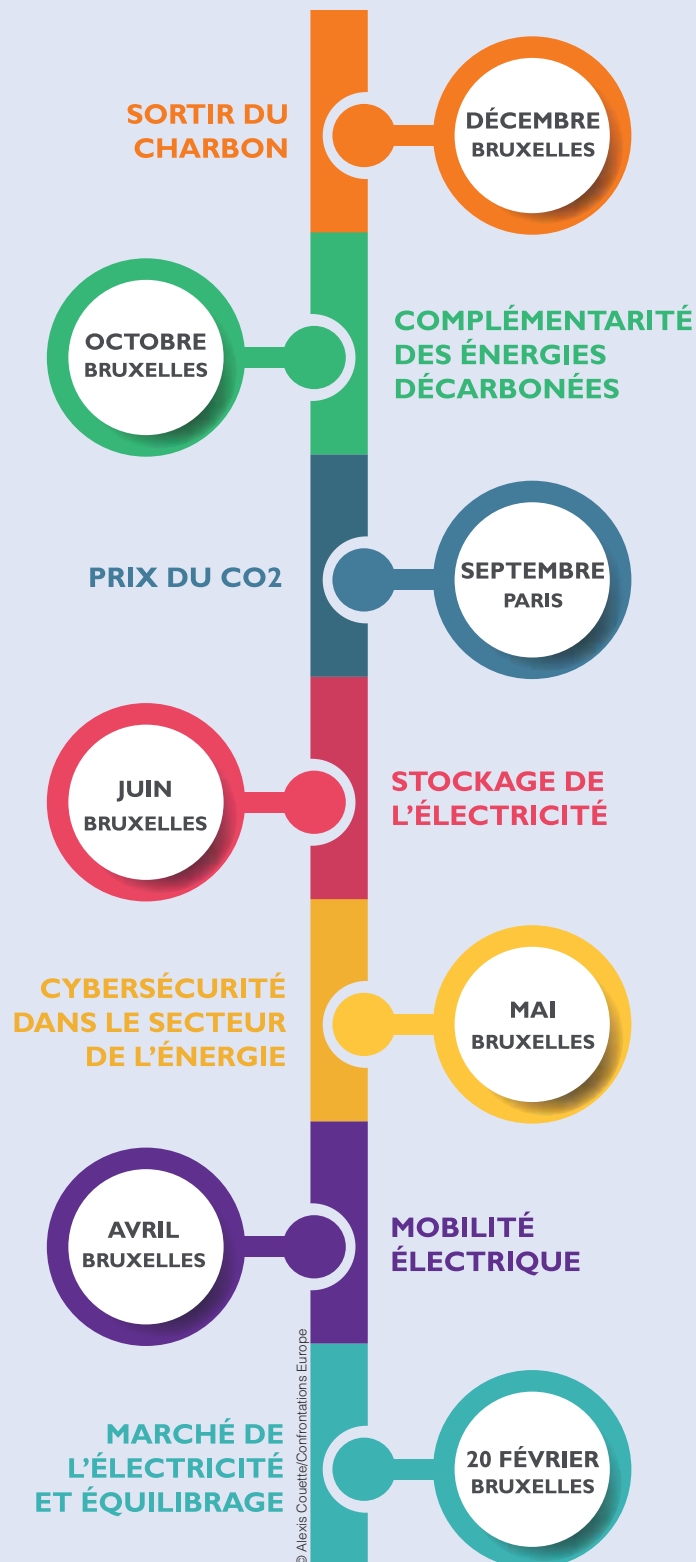 SORTIR DU
CHARBON
DÉCEMBRE
BRUXELLES
OCTOBRE
BRUXELLES
COMPLÉMENTARITÉ
DES ÉNERGIES
DÉCARBONÉES
PRIX DU CO2
SEPTEMBRE
PARIS
JUIN
BRUXELLES
STOCKAGE DE
L’ÉLECTRICITÉ
CYBERSÉCURITÉ
DANS LE SECTEUR
DE L’ÉNERGIE
MAI
BRUXELLES
AVRIL
BRUXELLES
MOBILITÉ
ÉLECTRIQUE
MARCHÉ DE
L’ÉLECTRICITÉ
ET ÉQUILIBRAGE
20 FÉVRIER
BRUXELLES
© Alexis Couette/Confrontations Europe